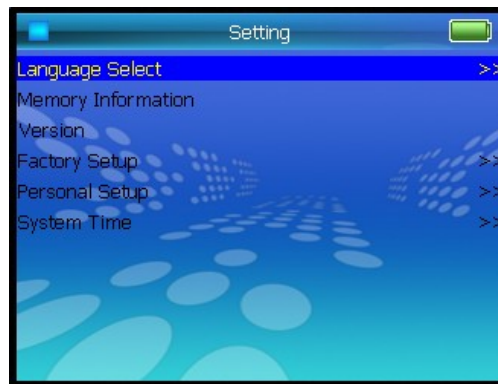 Setting
Language Select >>
Memory Information
Version
Factory Setup >>
Personal Setup >>
System Time >>